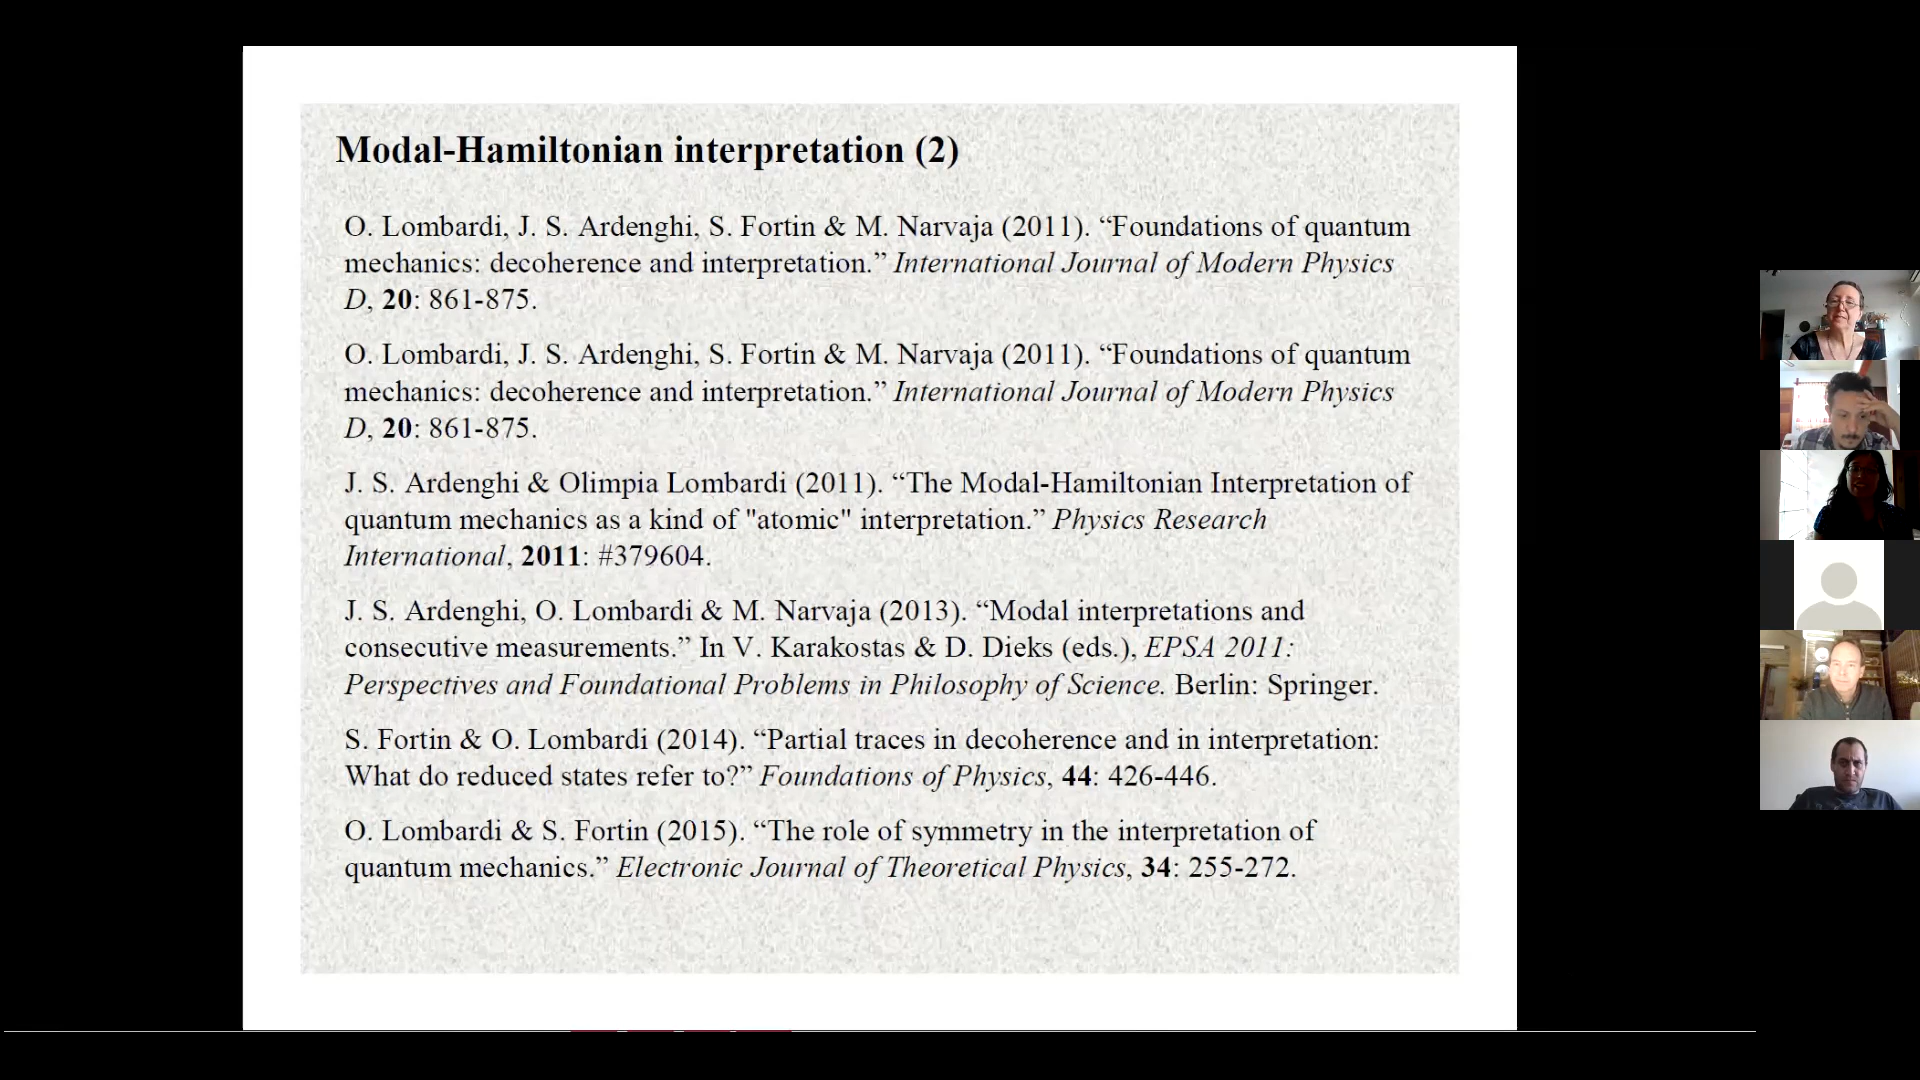 Modal-Hamiltonian interpretation (2)
O. Lombardi, J. S. Ardenghi, S. Fortin & M. Narvaja (2011). “Foundations of quantum
mechanics: decoherence and interpretation.” International Journal of Modern Physics
D, 20: 861-875.
O. Lombardi, J. S. Ardenghi, S. Fortin & M. Narvaja (2011). “Foundations of quantum
mechanics: decoherence and interpretation.” International Journal of Modern Physics
D, 20: 861-875.
J. S. Ardenghi & Olimpia Lombardi (2011). “The Modal-Hamiltonian Interpretation of
quantum mechanics as a kind of "atomic" interpretation.” Physics Research
International, 2011: #379604.
J. S. Ardenghi, O. Lombardi & M. Narvaja (2013). “Modal interpretations and
consecutive measurements.” In V. Karakostas & D. Dieks (eds.), EPSA 2011:
Perspectives and Foundational Problems in Philosophy of Science. Berlin: Springer.
S. Fortin & O. Lombardi (2014). “Partial traces in decoherence and in interpretation:
What do reduced states refer to?” Foundations of Physics, 44: 426-446.
O. Lombardi & S. Fortin (2015). “The role of symmetry in the interpretation of
quantum mechanics.” Electronic Journal of Theoretical Physics, 34: 255-272.